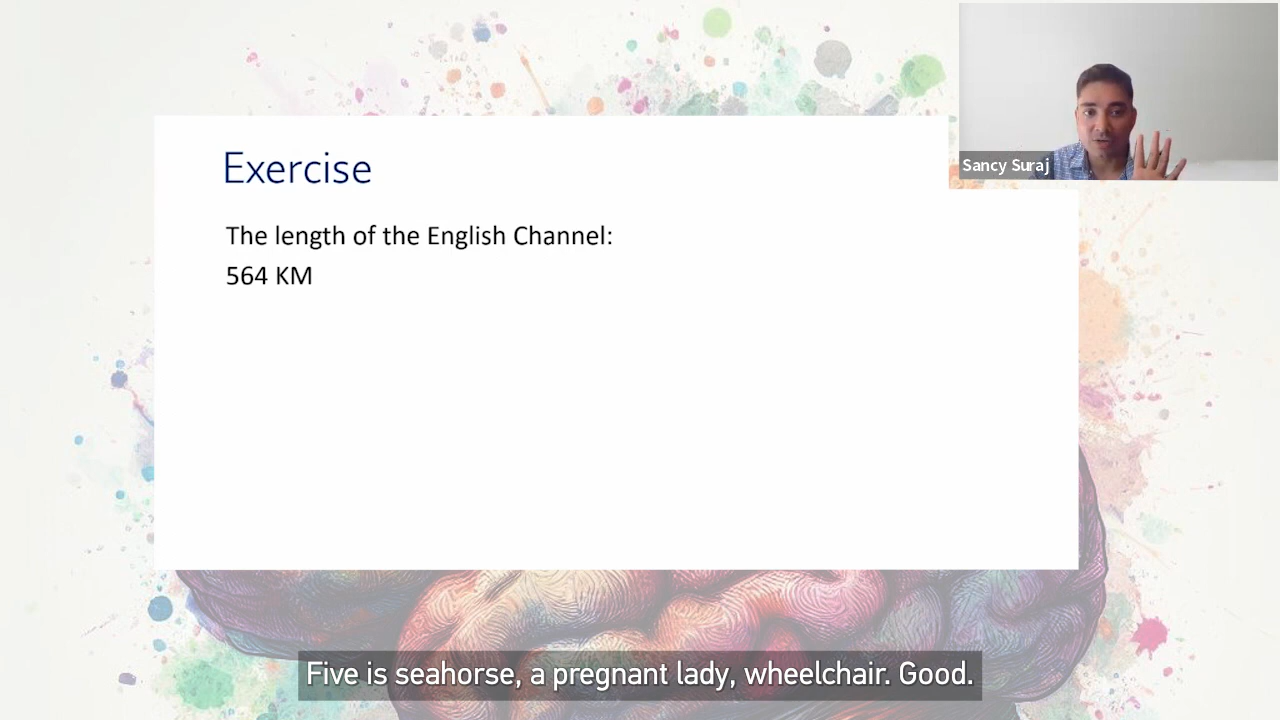 Sancy Suraj
Exercise
The length of the English Channel:
564 KM
Five is seahorse, a pregnant lady, wheelchair. Good.